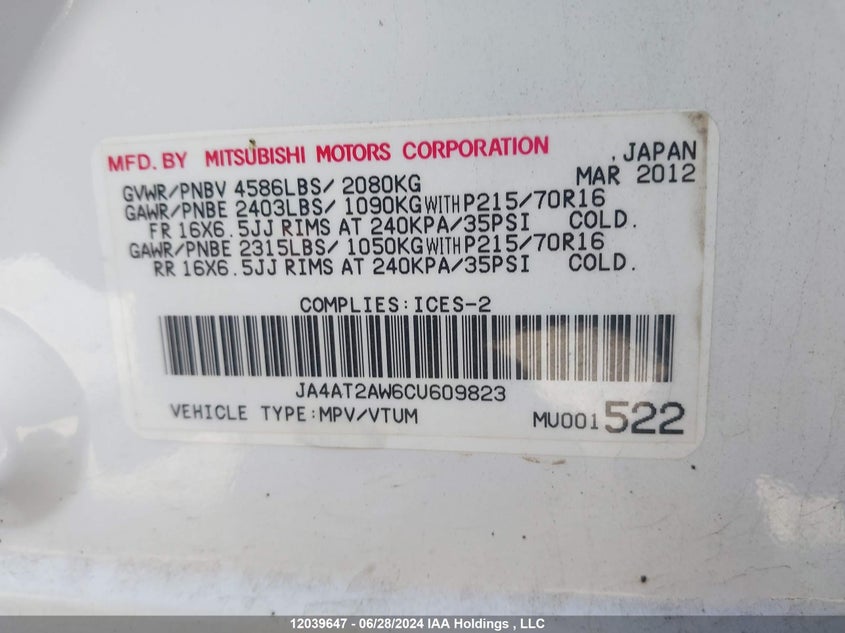 MFD. BY MITSUBISHI MOTORS CORPORATION , JAPAN
GVWR/PNBV 4586LBS/ 2080KG MAR 2012
GAWR/PNBE 2403LBS/ 1090KG WITH P215/70R16
FR 16X6.5JJ RIMS AT 240KPA/35PSI COLD.
GAWR/PNBE 2315LBS/ 1050KG WITH P215/70R16
RR 16X6.5JJ RIMS AT 240KPA/35PSI COLD.
COMPLIES:ICES-2
JA4AT2AW6CU609823
VEHICLE TYPE:MPV/VTUM MU001522
12039647 - 06/28/2024 IAA Holdings , LLC